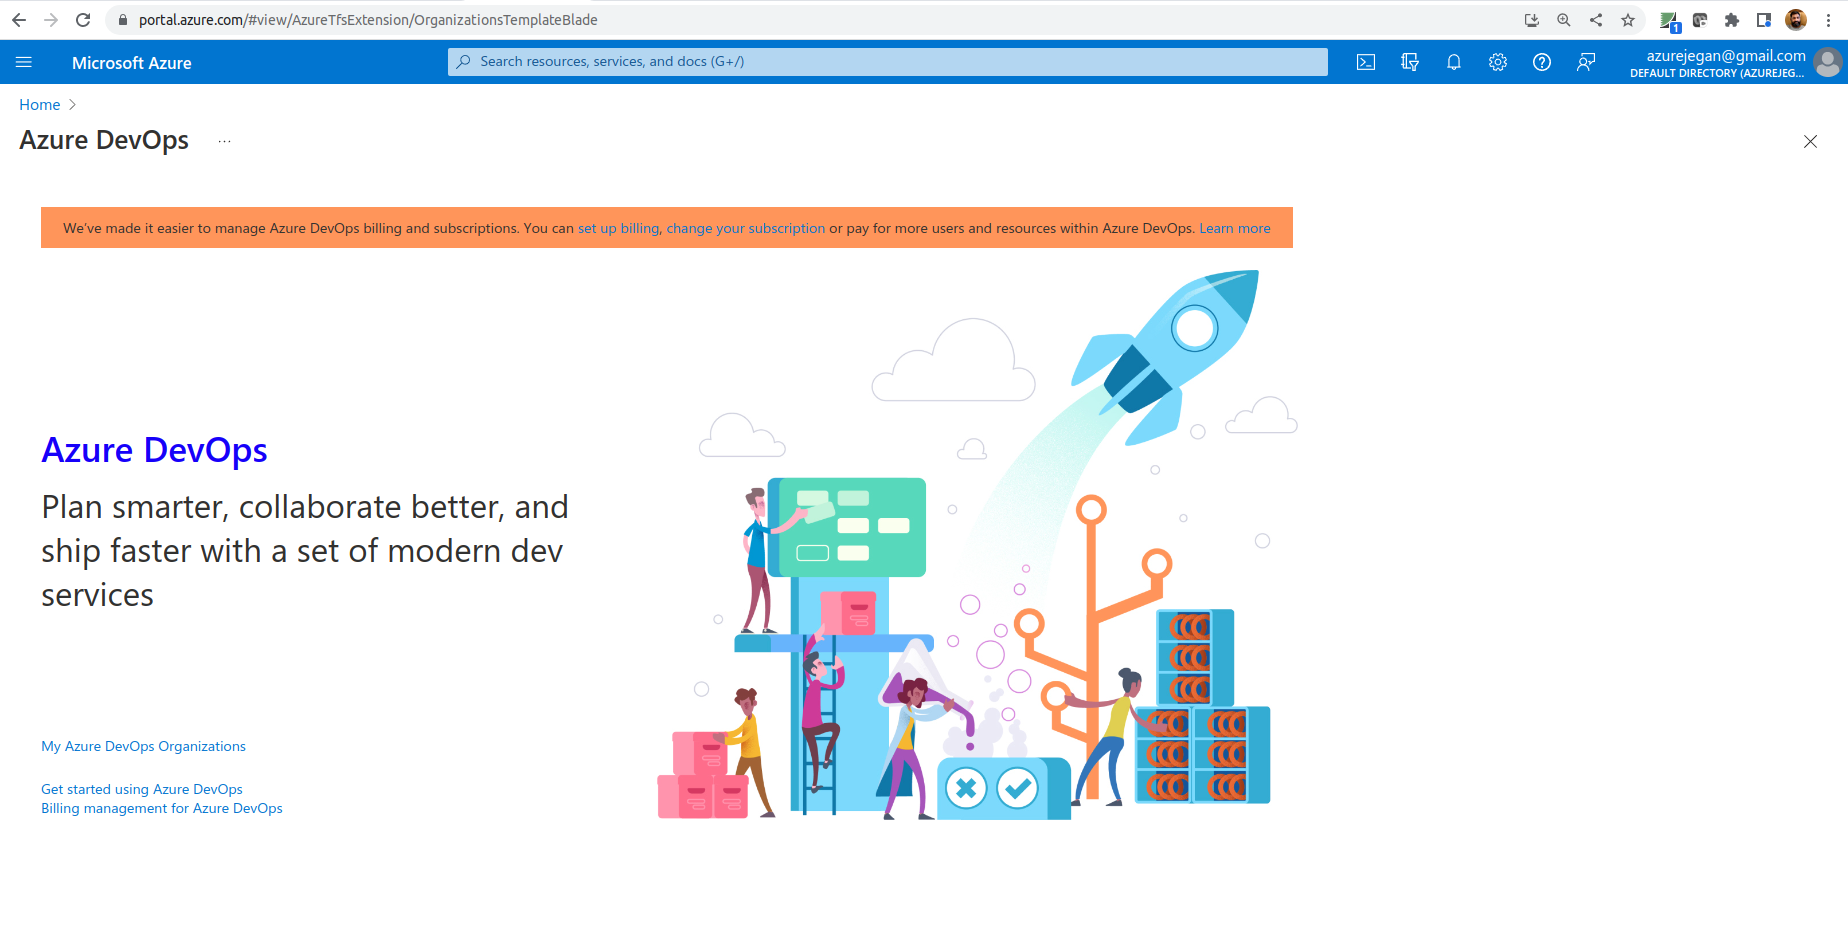 portal.azure.com/#view/AzureTfsExtension/OrganizationsTemplateBlade
1
Microsoft Azure
Search resources, services, and docs (G+/)
azurejegan@gmail.com
DEFAULT DIRECTORY (AZUREJEG...
Home
Azure DevOps
...
We've made it easier to manage Azure DevOps billing and subscriptions. You can set up billing, change your subscription or pay for more users and resources within Azure DevOps. Learn more
Azure DevOps
Plan smarter, collaborate better, and
ship faster with a set of modern dev
services
My Azure DevOps Organizations
Get started using Azure DevOps
Billing management for Azure DevOps